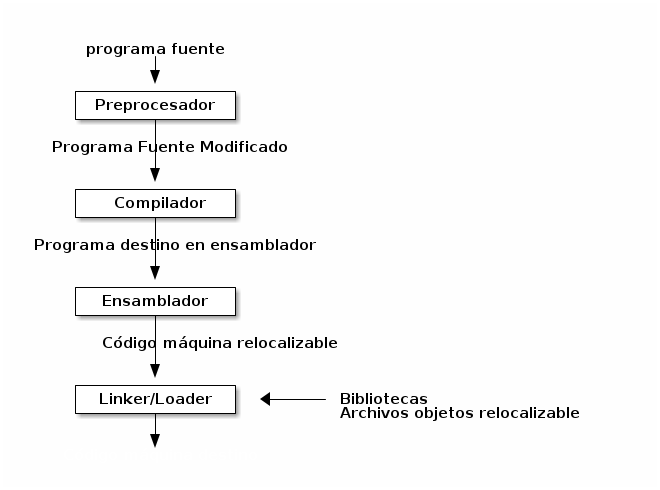 programa fuente
Preprocesador
Programa Fuente Modificado
Compilador
Programa destino en ensamblador
Ensamblador
Código máquina relocalizable
Linker/Loader
Bibliotecas
Archivos objetos relocalizable